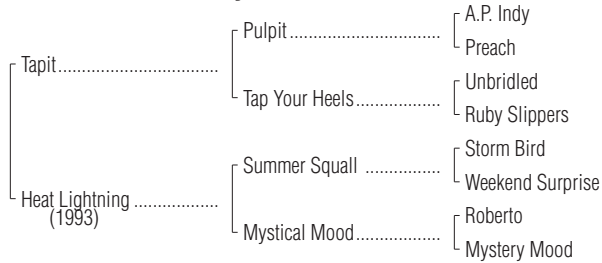 A.P. Indy
Pulpit
Preach
Tapit
Unbridled
Tap Your Heels
Ruby Slippers
Storm Bird
Summer Squall
Weekend Surprise
Heat Lightning
(1993)
Roberto
Mystical Mood
Mystery Mood